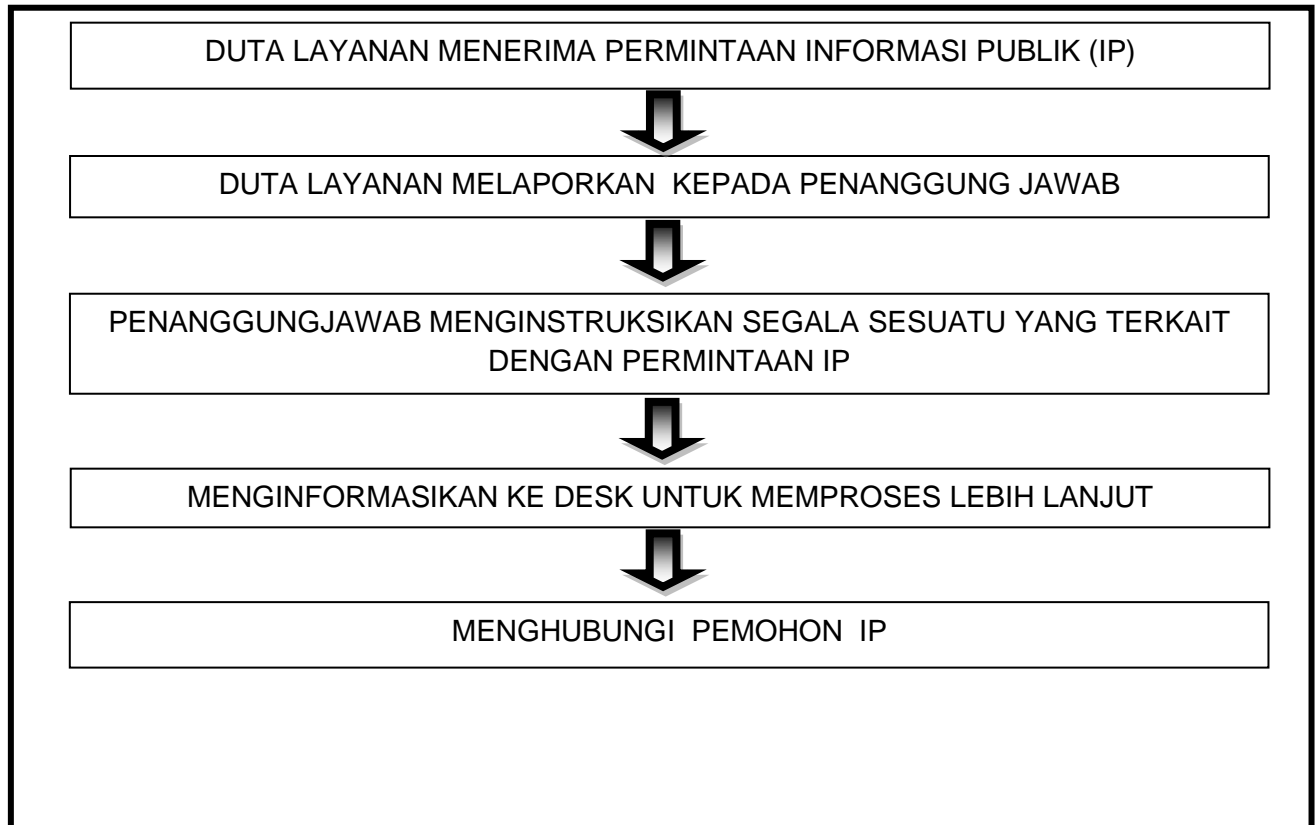 DUTA LAYANAN MENERIMA PERMINTAAN INFORMASI PUBLIK (IP)
DUTA LAYANAN MELAPORKAN KEPADA PENANGGUNG JAWAB
PENANGGUNGJAWAB MENGINSTRUKSIKAN SEGALA SESUATU YANG TERKAIT
DENGAN PERMINTAAN IP
MENGINFORMASIKAN KE DESK UNTUK MEMPROSES LEBIH LANJUT
MENGHUBUNGI PEMOHON IP